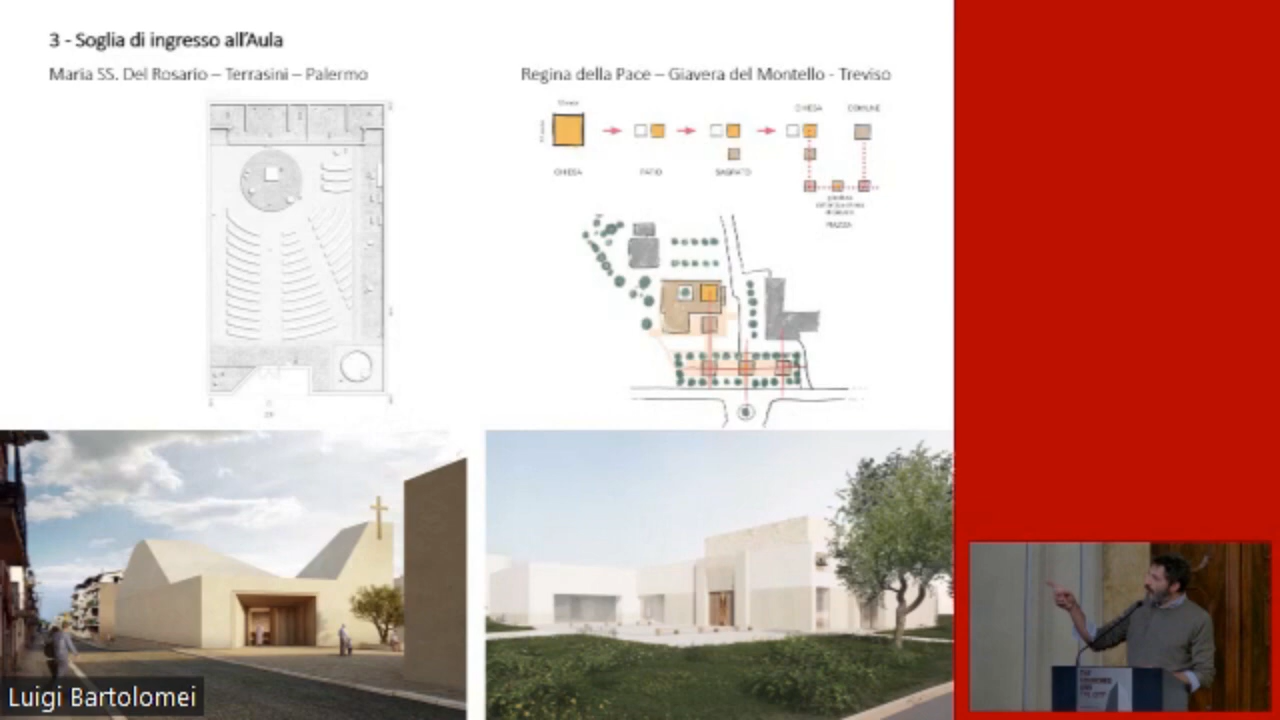 3 - Soglia di ingresso all'Aula
Maria SS. Del Rosario – Terrasini – Palermo
Regina della Pace – Giavera del Montello - Treviso
CHIESA
COMUNE
CHIESA
PATIO
SAGRATO
PIAZZA
Luigi Bartolomei